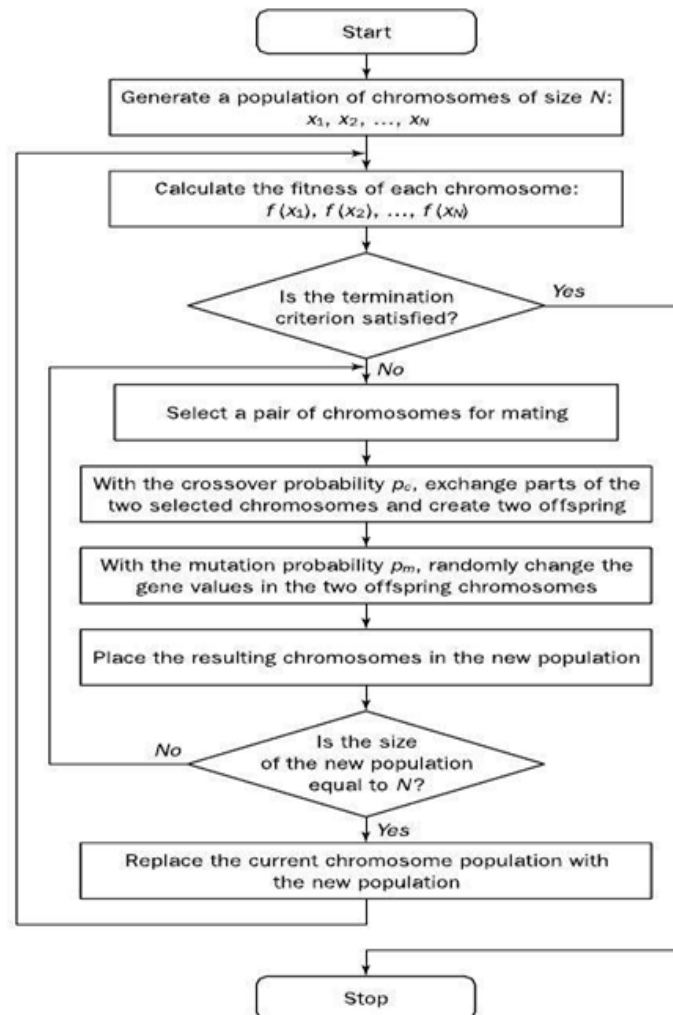 Start
Generate a population of chromosomes of size N:
x₁, x₂, ..., x_N
Calculate the fitness of each chromosome:
f (x₁), f (x₂), ..., f (x_N)
Is the termination
criterion satisfied?
Yes
No
Select a pair of chromosomes for mating
With the crossover probability p_c, exchange parts of the
two selected chromosomes and create two offspring
With the mutation probability p_m, randomly change the
gene values in the two offspring chromosomes
Place the resulting chromosomes in the new population
No
Is the size
of the new population
equal to N?
Yes
Replace the current chromosome population with
the new population
Stop